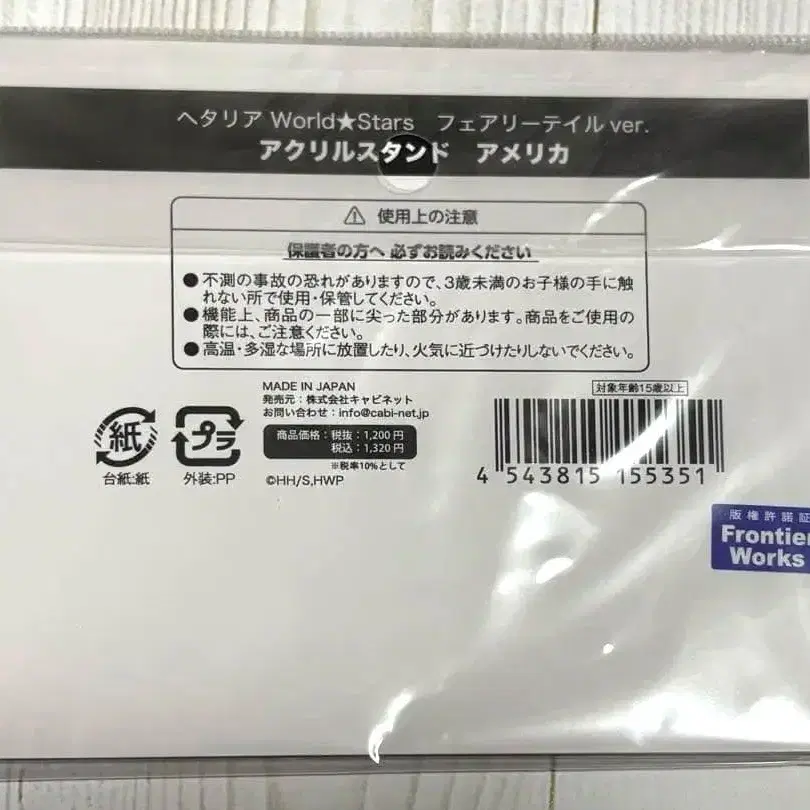 ヘタリア World★Stars　フェアリーテイル ver.
アクリルスタンド　アメリカ
⚠ 使用上の注意
保護者の方へ 必ずお読みください
●不測の事故の恐れがありますので、3歳未満のお子様の手に触
れない所で使用・保管してください。
●機能上、商品の一部に尖った部分があります。商品をご使用の
際には、ご注意ください。
●高温・多湿な場所に放置したり、火気に近づけたりしないでください。
MADE IN JAPAN
発売元：株式会社キャビネット
お問い合わせ：info@cabi-net.jp
商品価格：税抜：1,200円
税込：1,320円
※税率10%として
©HH/S,HWP
紙
台紙:紙
プラ
外装:PP
対象年齢15歳以上
4 543815 155351
版権許諾証
Frontier
Works